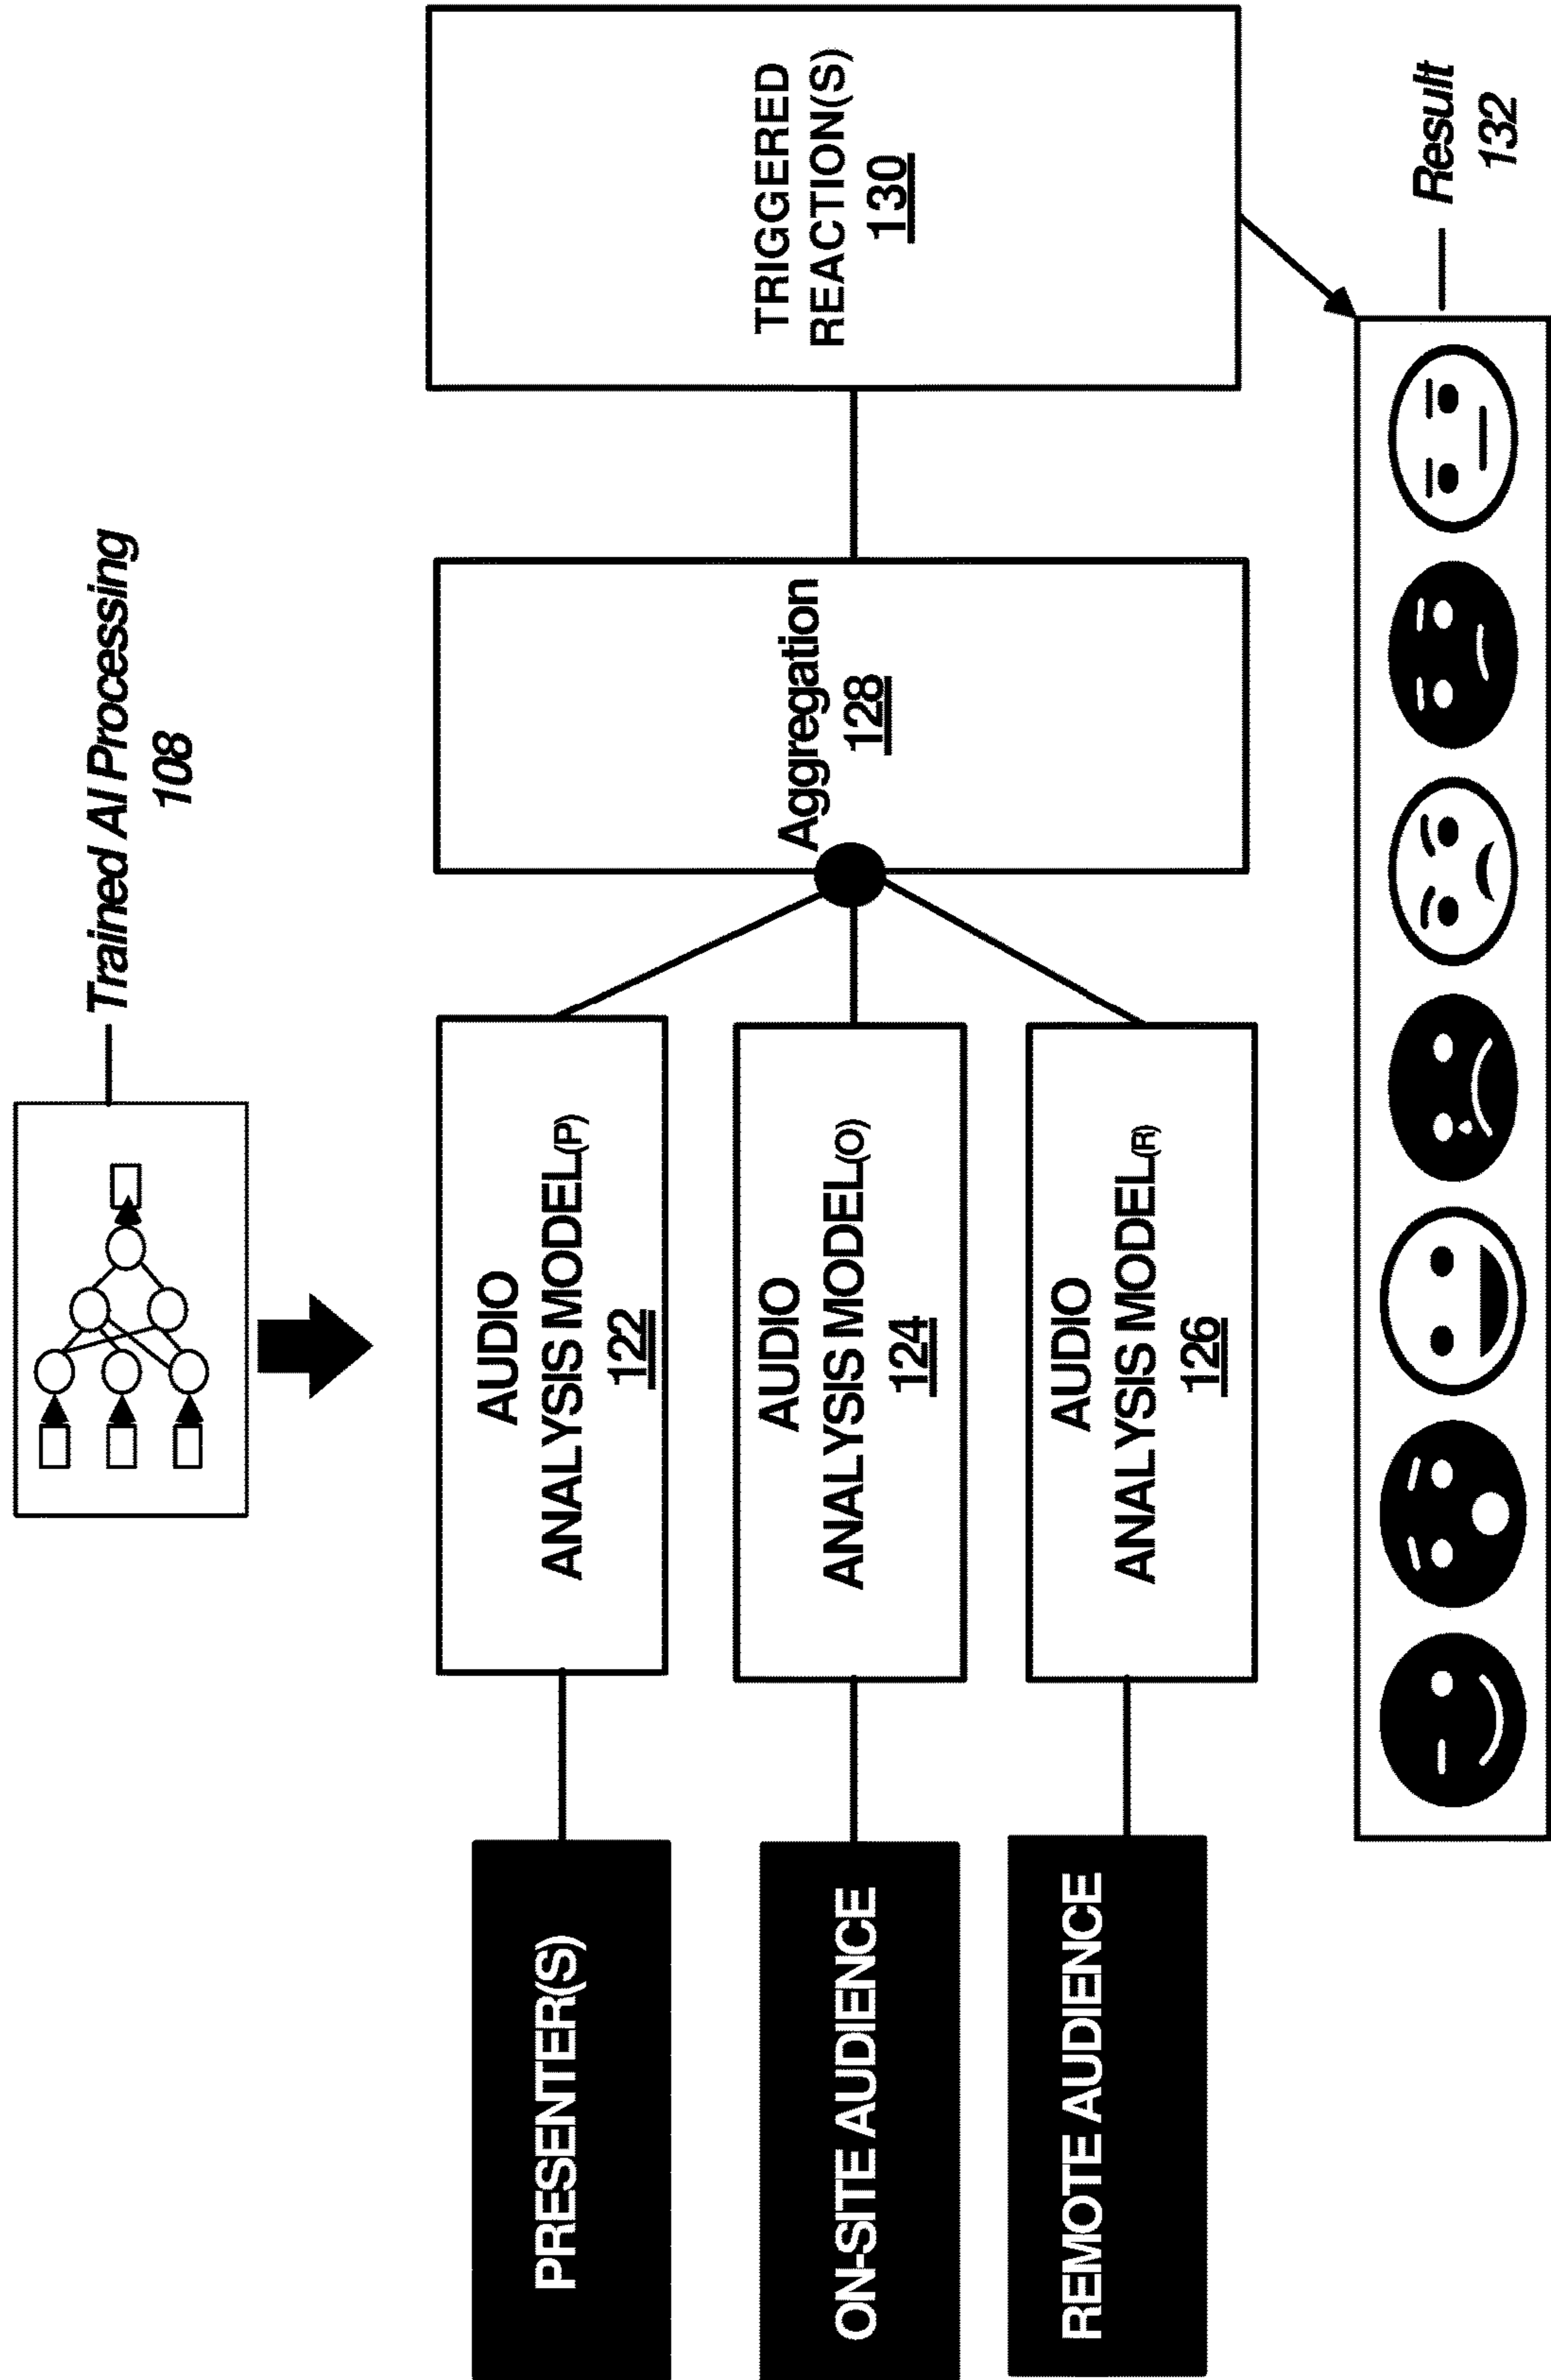 Trained AI Processing
108
PRESENTER(S)
AUDIO
ANALYSIS MODEL(P)
122
ON-SITE AUDIENCE
AUDIO
ANALYSIS MODEL(O)
124
REMOTE AUDIENCE
AUDIO
ANALYSIS MODEL(R)
126
Aggregation
128
TRIGGERED
REACTION(S)
130
Result
132